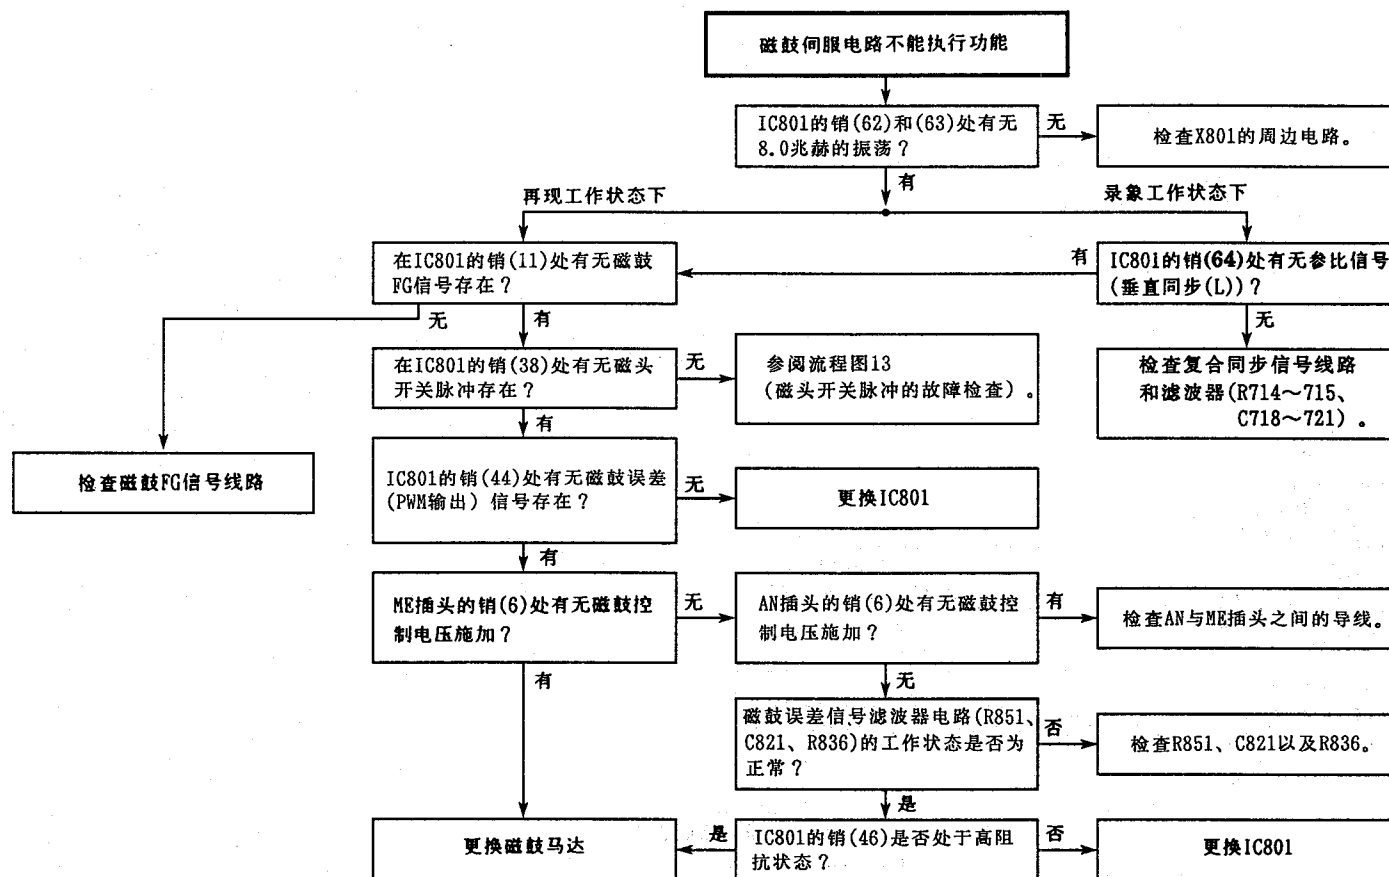 磁鼓伺服电路不能执行功能
IC801的销(62)和(63)处有无
8.0兆赫的振荡?
无
检查X801的周边电路。
有
再现工作状态下
录象工作状态下
在IC801的销(11)处有无磁鼓
FG信号存在?
有
IC801的销(64)处有无参比信号
(垂直同步(L))?
无
有
无
在IC801的销(38)处有无磁头
开关脉冲存在?
无
参阅流程图13
(磁头开关脉冲的故障检查)。
检查复合同步信号线路
和滤波器(R714~715、
C718~721)。
有
检查磁鼓FG信号线路
IC801的销(44)处有无磁鼓误差
(PWM输出)信号存在?
无
更换IC801
有
ME插头的销(6)处有无磁鼓控
制电压施加?
无
AN插头的销(6)处有无磁鼓控
制电压施加?
有
检查AN与ME插头之间的导线。
有
无
磁鼓误差信号滤波器电路(R851、
C821、R836)的工作状态是否为
正常?
否
检查R851、C821以及R836。
是
更换磁鼓马达
是
IC801的销(46)是否处于高阻
抗状态?
否
更换IC801